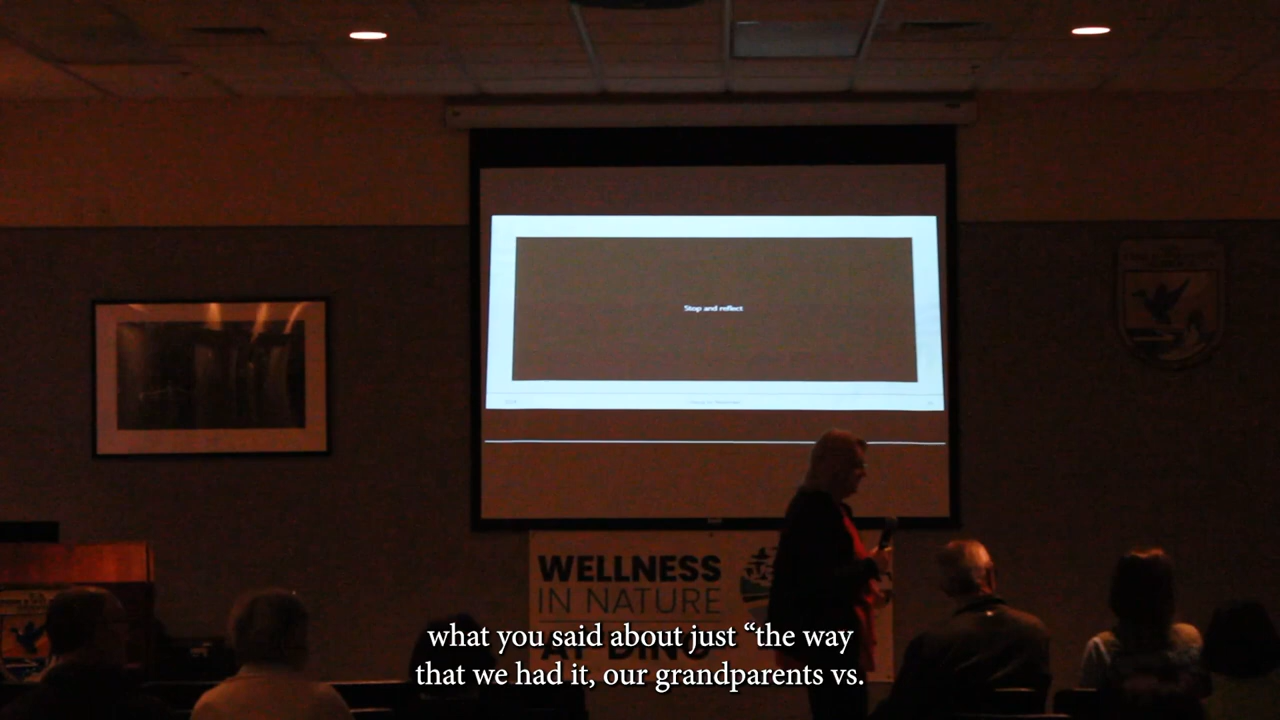 Stop and reflect
WELLNESS
IN NATURE
what you said about just “the way
that we had it, our grandparents vs.